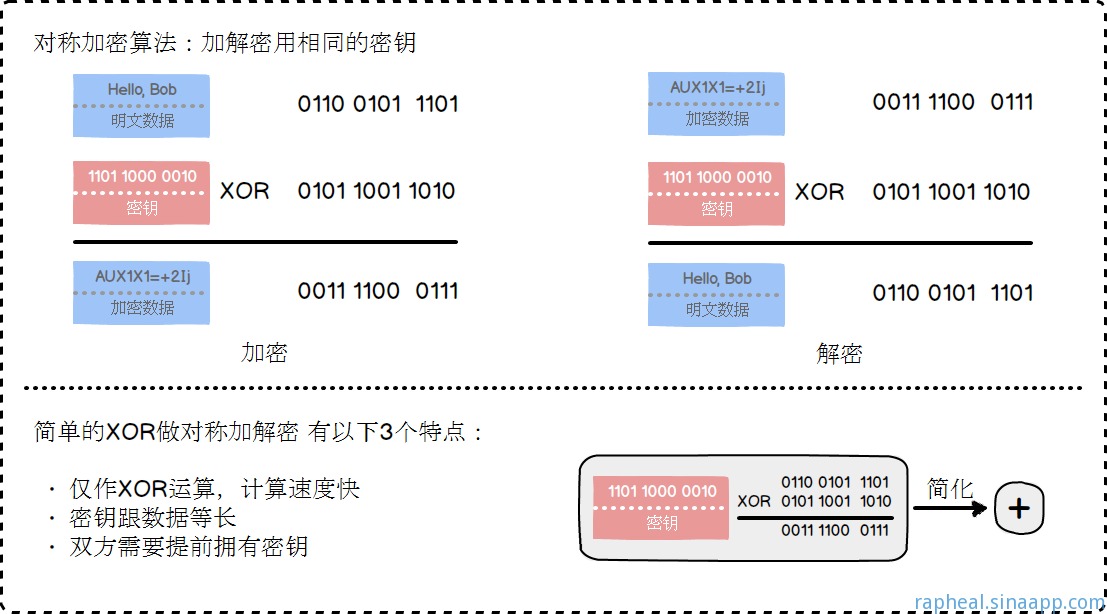 对称加密算法：加解密用相同的密钥
Hello, Bob
明文数据
0110 0101 1101
1101 1000 0010
密钥
XOR
0101 1001 1010
AUX1X1=+2Ij
加密数据
0011 1100 0111
加密
AUX1X1=+2Ij
加密数据
0011 1100 0111
1101 1000 0010
密钥
XOR
0101 1001 1010
Hello, Bob
明文数据
0110 0101 1101
解密
简单的XOR做对称加解密 有以下3个特点：
· 仅作XOR运算，计算速度快
· 密钥跟数据等长
· 双方需要提前拥有密钥
1101 1000 0010
密钥
0110 0101 1101
XOR 0101 1001 1010
0011 1100 0111
简化
+
rapheal.sinaapp.com